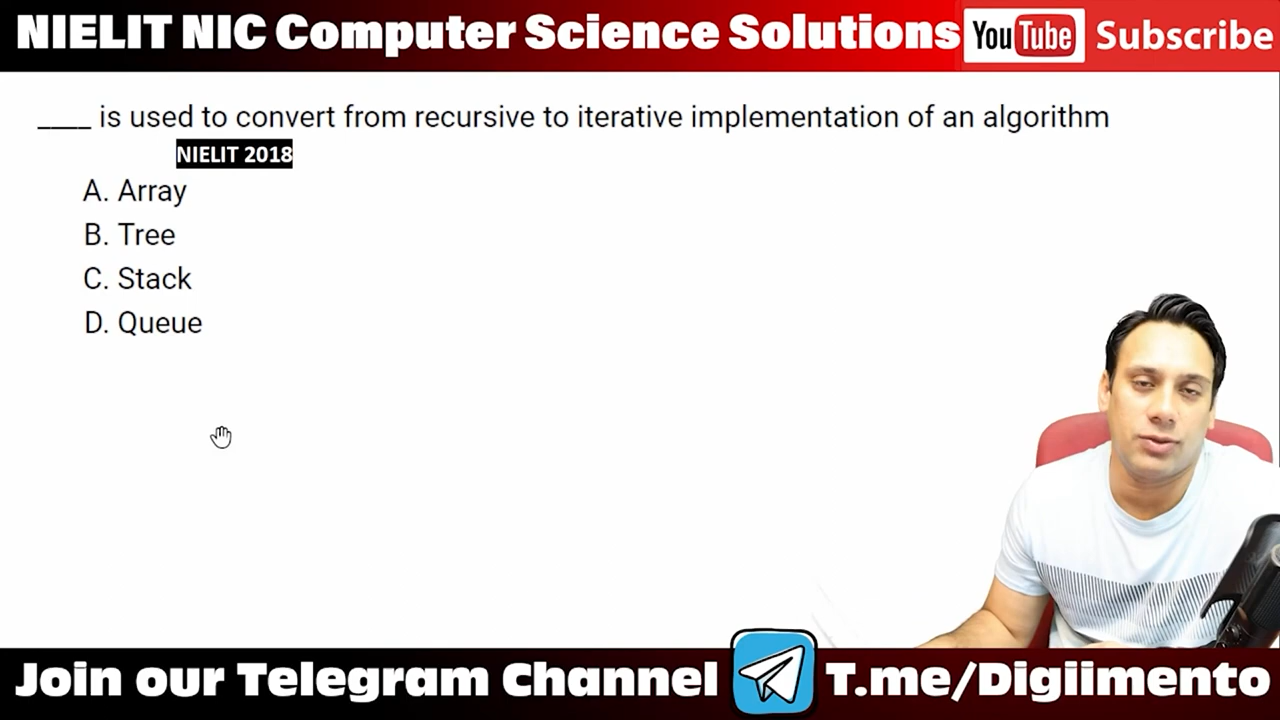 NIELIT NIC Computer Science Solutions YouTube Subscribe
____ is used to convert from recursive to iterative implementation of an algorithm
NIELIT 2018
A. Array
B. Tree
C. Stack
D. Queue
Join our Telegram Channel T.me/Digiimento